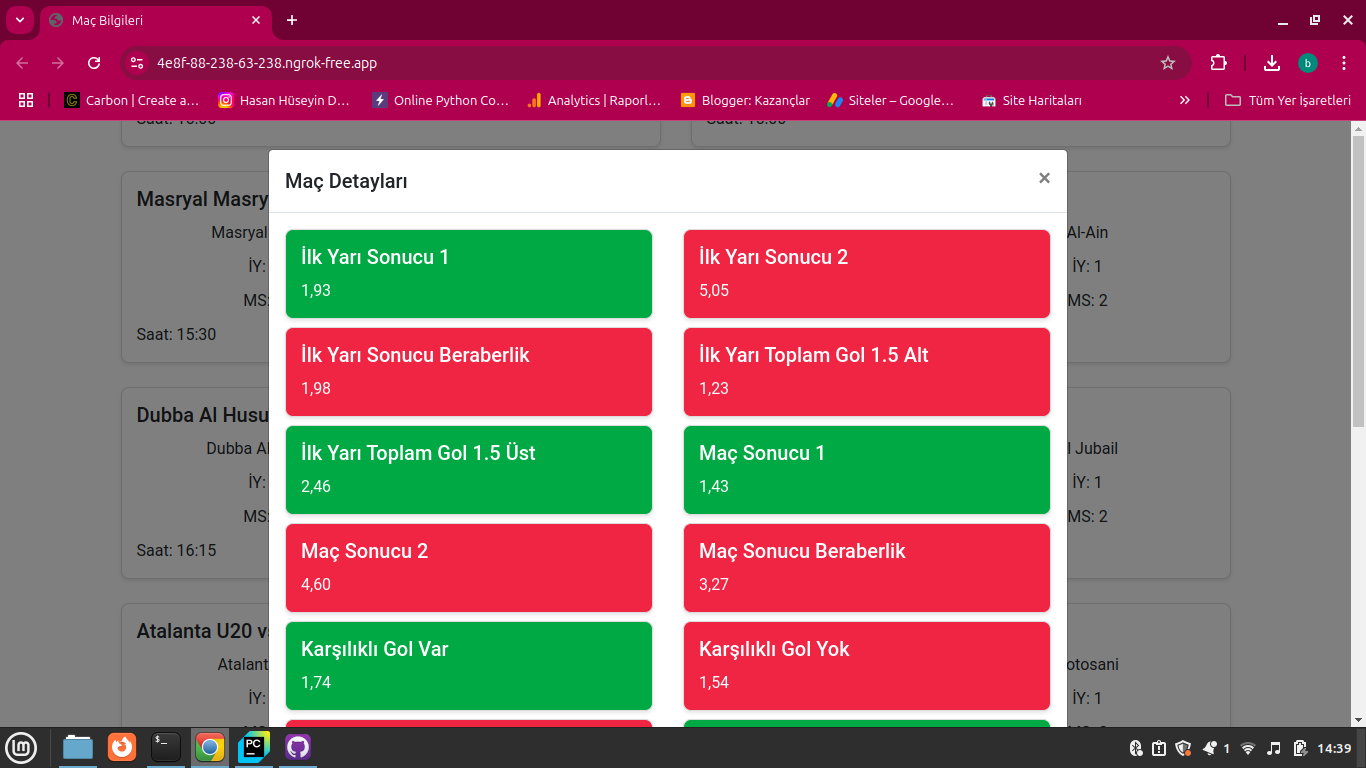 Maç Bilgileri
4e8f-88-238-63-238.ngrok-free.app
b
Carbon | Create a...
Hasan Hüseyin D...
Online Python Co...
Analytics | Raporl...
Blogger: Kazançlar
Siteler – Google...
Site Haritaları
Tüm Yer İşaretleri
Maç Detayları
×
Masryal Masry
Masryal
Al-Ain
İY:
İY: 1
MS:
MS: 2
Saat: 15:30
Dubba Al Husu
Dubba Al
l Jubail
İY:
İY: 1
MS:
MS: 2
Saat: 16:15
Atalanta U20 v
Atalant
otosani
İY:
İY: 1
İlk Yarı Sonucu 1
1,93
İlk Yarı Sonucu 2
5,05
İlk Yarı Sonucu Beraberlik
1,98
İlk Yarı Toplam Gol 1.5 Alt
1,23
İlk Yarı Toplam Gol 1.5 Üst
2,46
Maç Sonucu 1
1,43
Maç Sonucu 2
4,60
Maç Sonucu Beraberlik
3,27
Karşılıklı Gol Var
1,74
Karşılıklı Gol Yok
1,54
PC
1
14:39